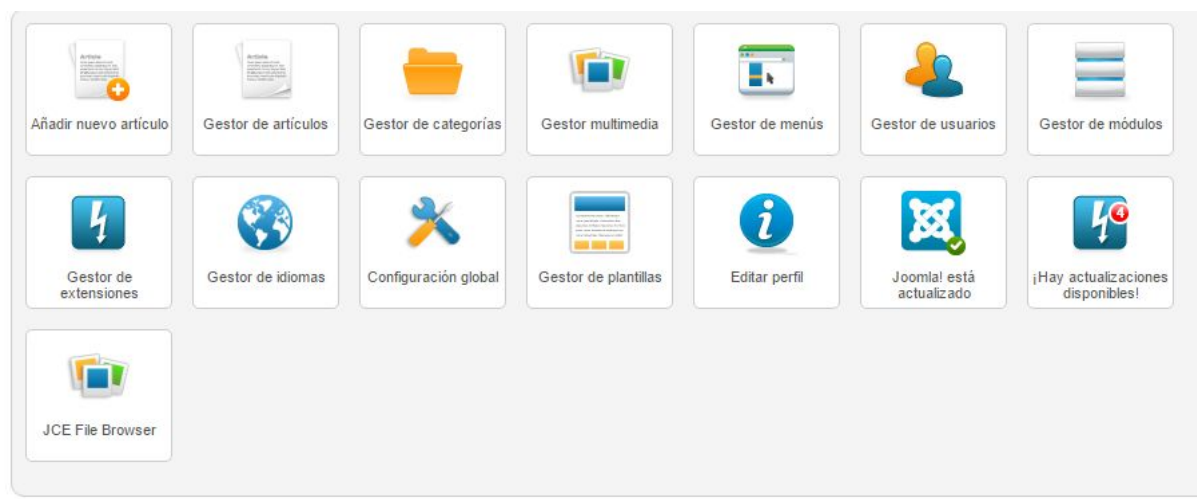 Añadir nuevo artículo
Gestor de artículos
Gestor de categorías
Gestor multimedia
Gestor de menús
Gestor de usuarios
Gestor de módulos
Gestor de
extensiones
Gestor de idiomas
Configuración global
Gestor de plantillas
Editar perfil
Joomla! está
actualizado
4
¡Hay actualizaciones
disponibles!
JCE File Browser